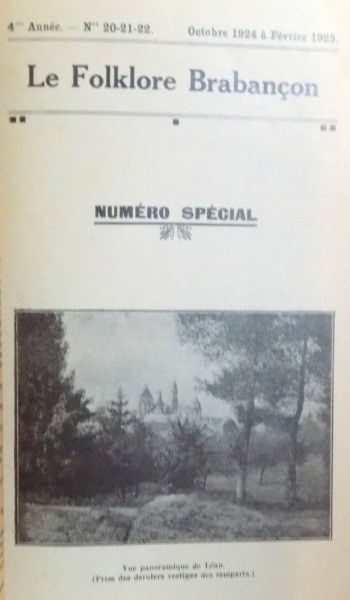 4me Année. — Nos 20-21-22. Octobre 1924 à Février 1925.
Le Folklore Brabançon
NUMÉRO SPÉCIAL
Vue panoramique de Léau.
(Prise des derniers vestiges des remparts.)